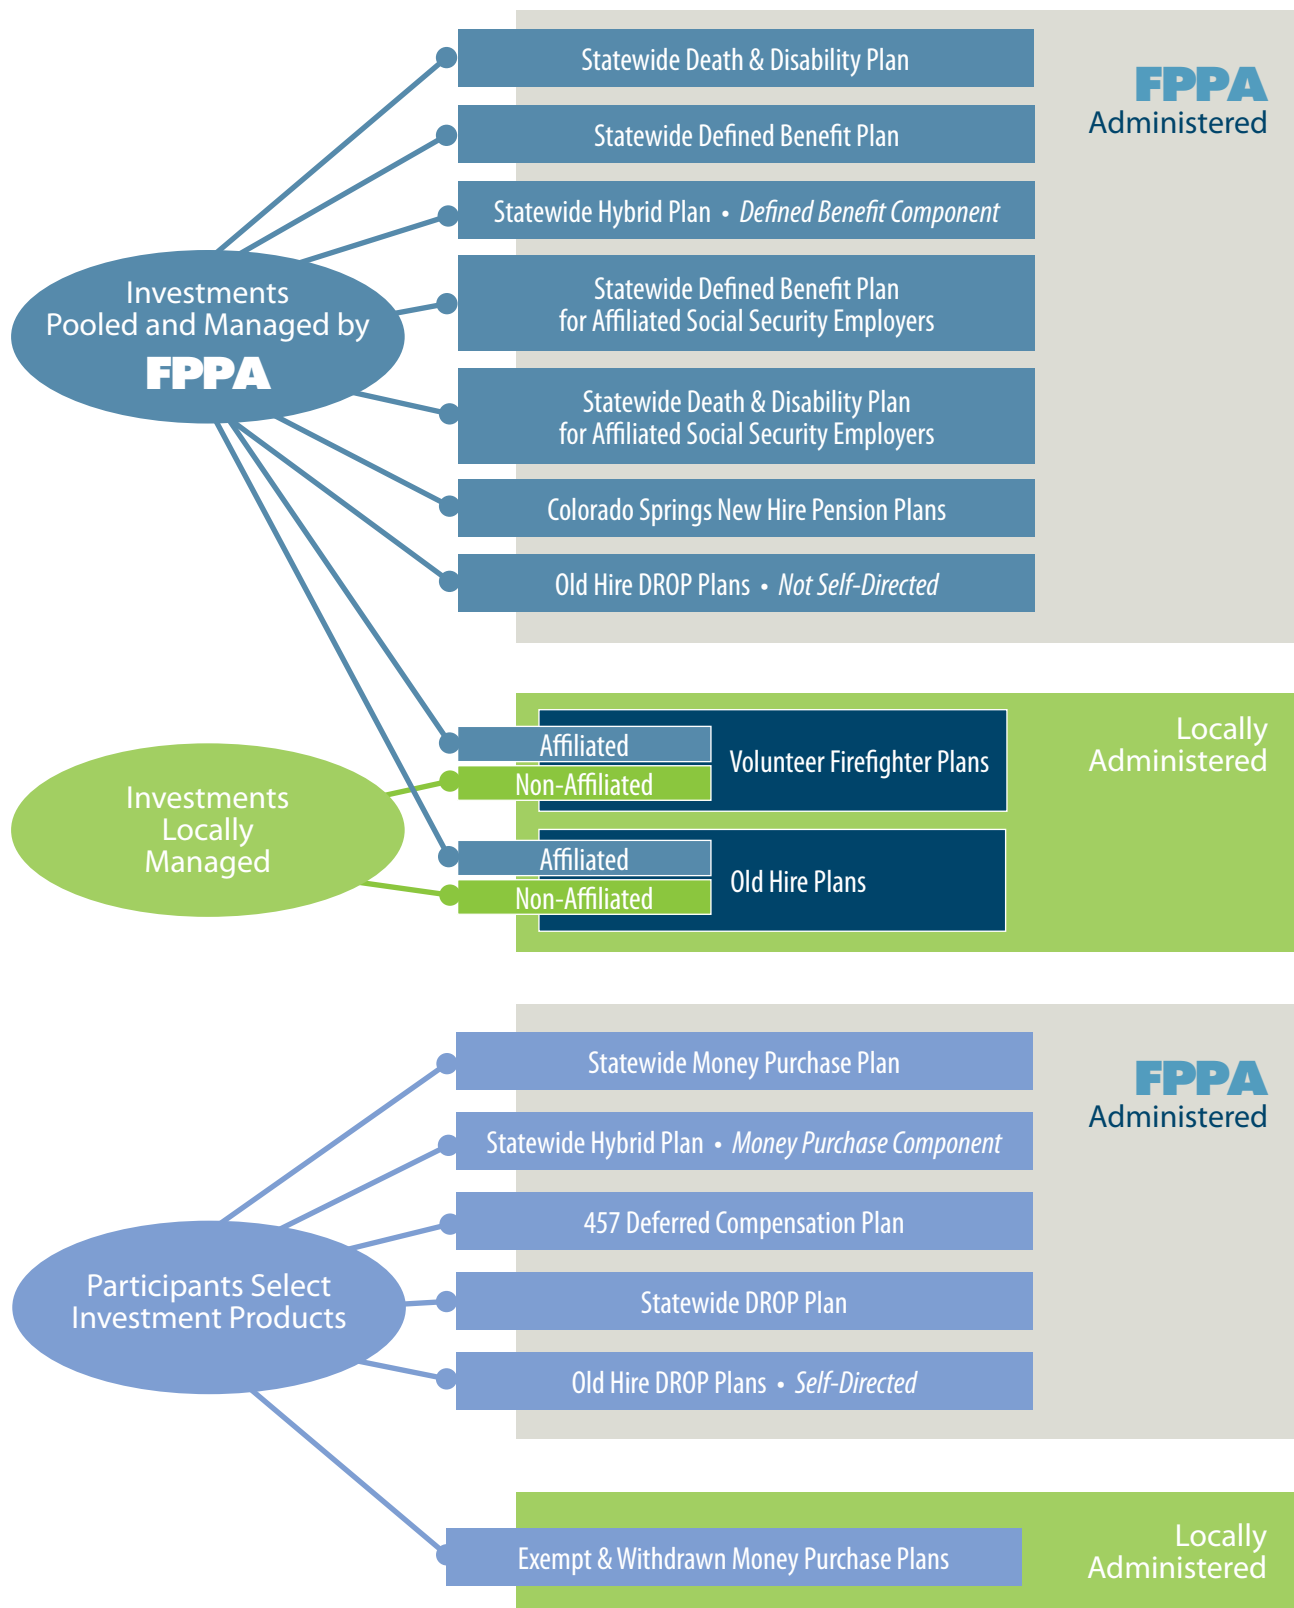 Statewide Death & Disability Plan
FPPA
Administered
Statewide Defined Benefit Plan
Statewide Hybrid Plan • Defined Benefit Component
Investments
Pooled and Managed by
FPPA
Statewide Defined Benefit Plan
for Affiliated Social Security Employers
Statewide Death & Disability Plan
for Affiliated Social Security Employers
Colorado Springs New Hire Pension Plans
Old Hire DROP Plans • Not Self-Directed
Locally
Administered
Affiliated
Non-Affiliated
Volunteer Firefighter Plans
Investments
Locally
Managed
Affiliated
Non-Affiliated
Old Hire Plans
Statewide Money Purchase Plan
FPPA
Administered
Statewide Hybrid Plan • Money Purchase Component
457 Deferred Compensation Plan
Participants Select
Investment Products
Statewide DROP Plan
Old Hire DROP Plans • Self-Directed
Locally
Administered
Exempt & Withdrawn Money Purchase Plans